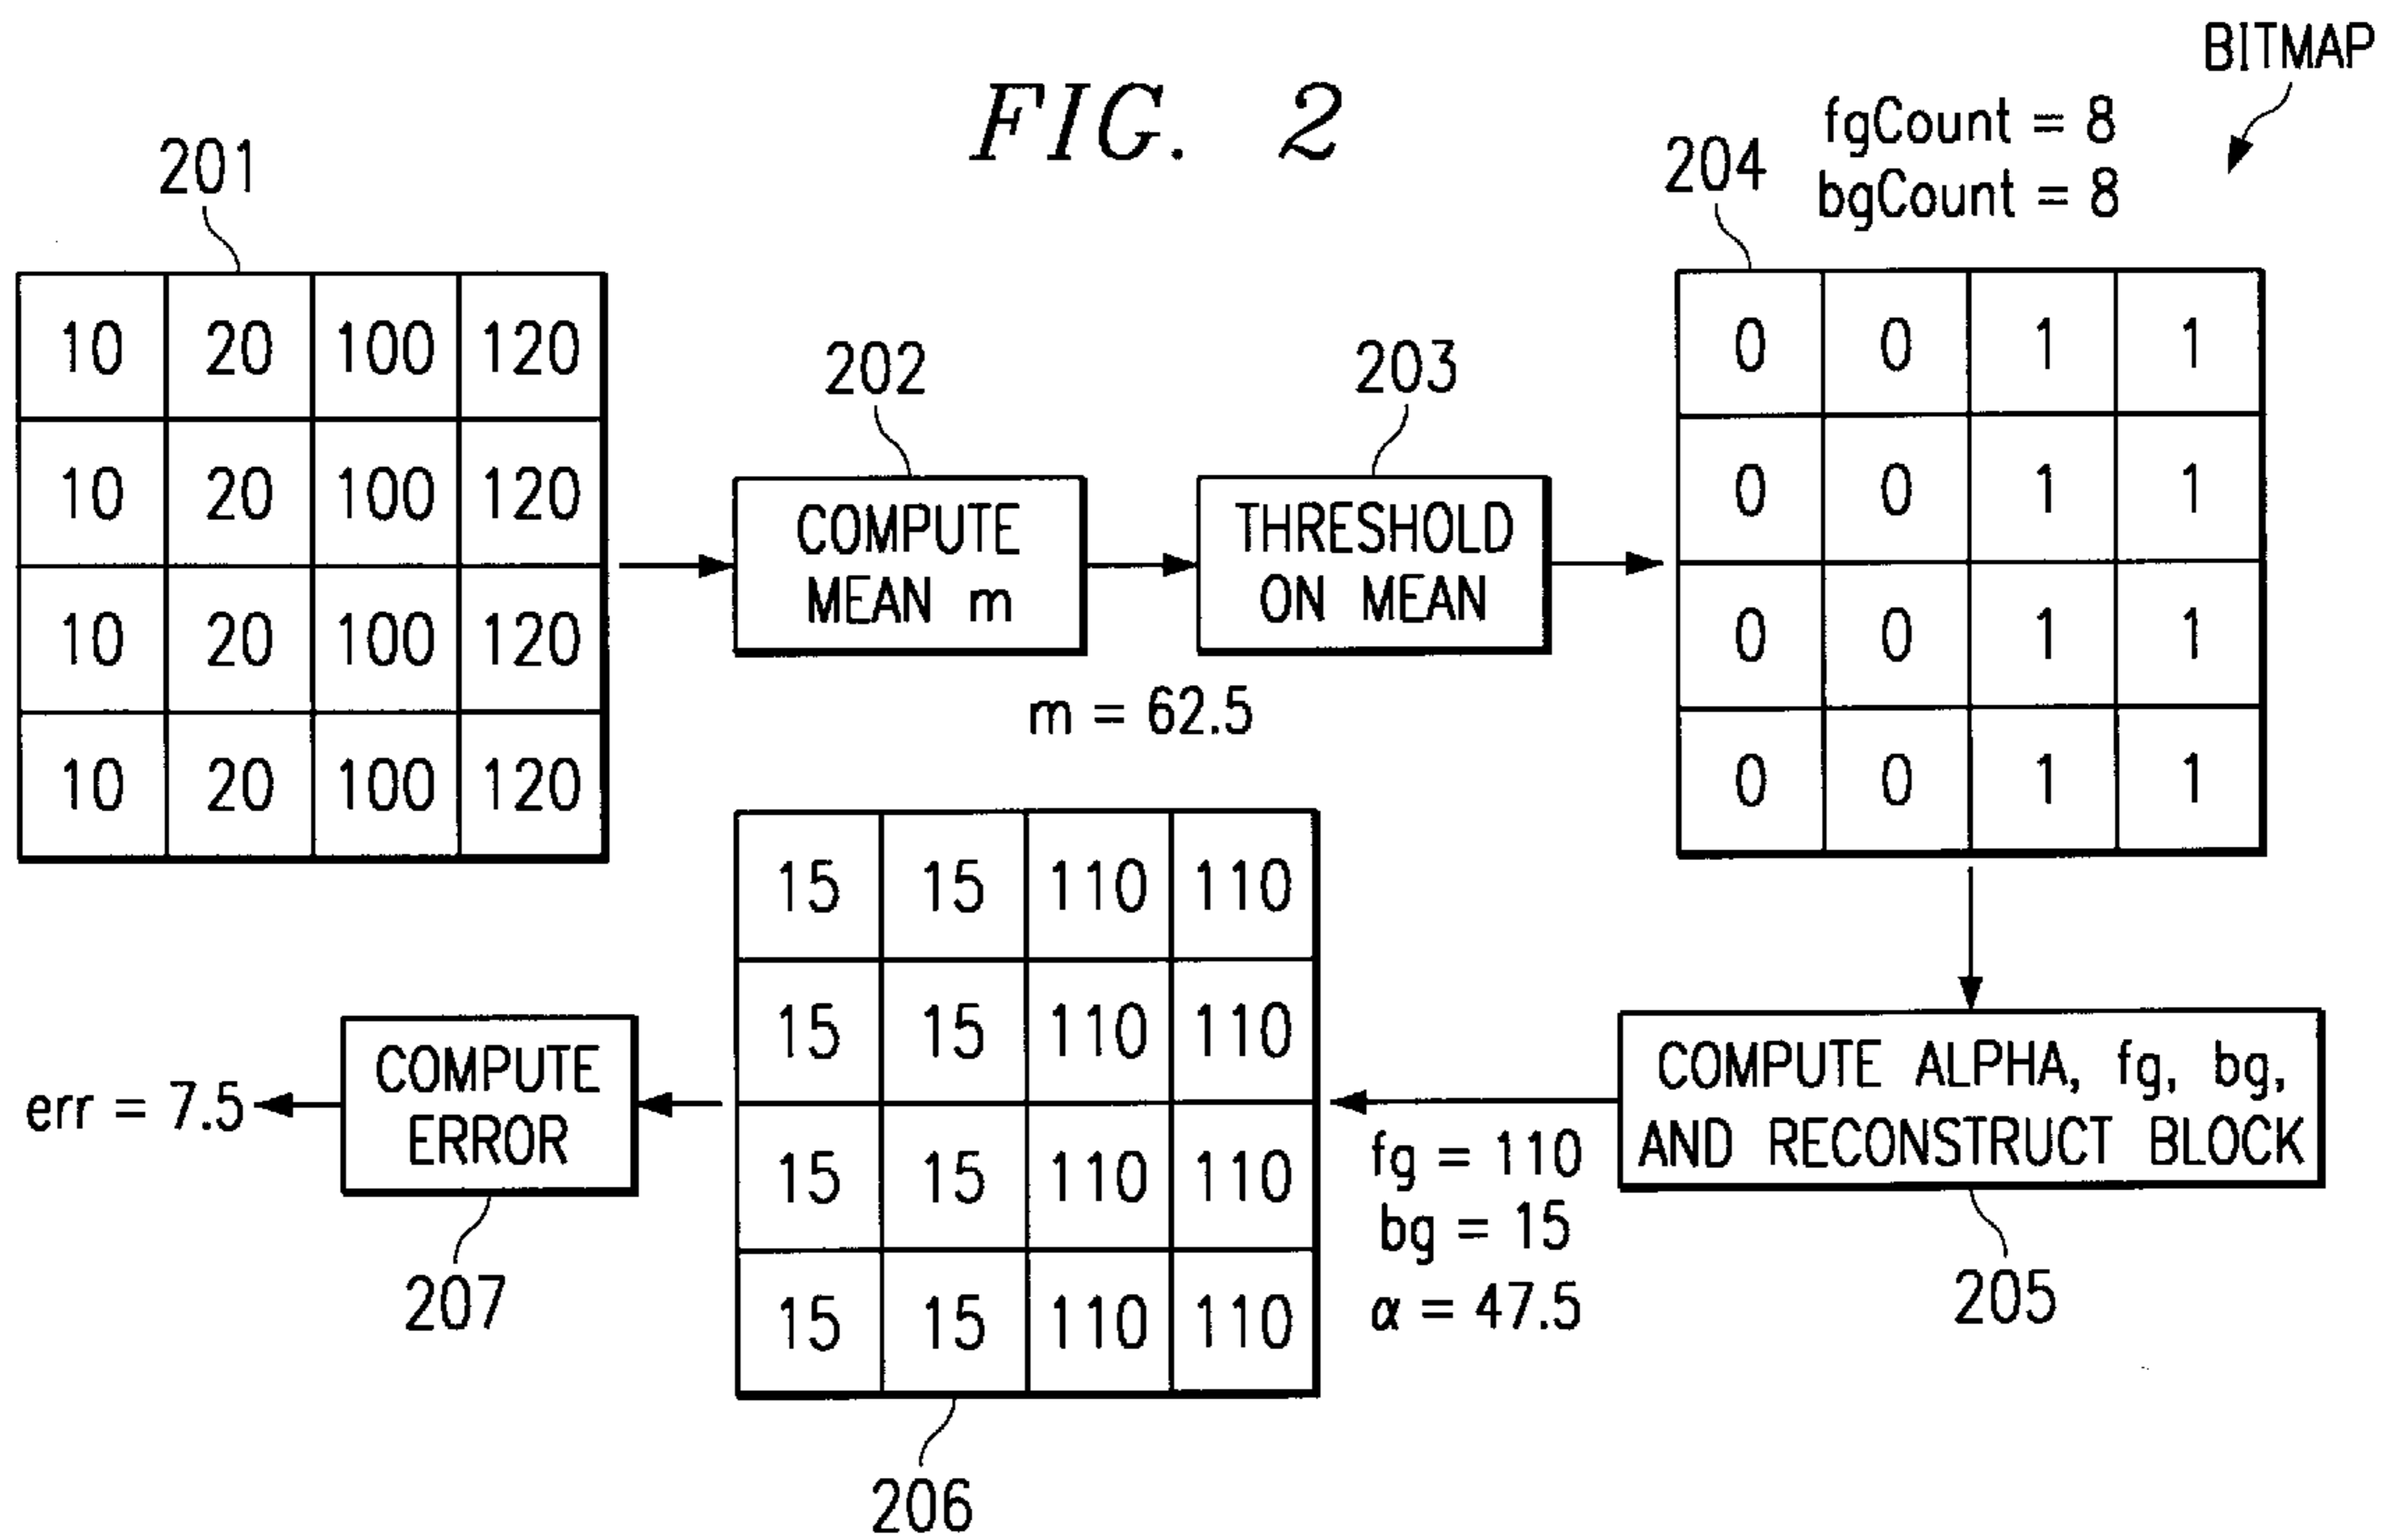 FIG. 2
BITMAP
fgCount = 8
bgCount = 8
201
204
10 20 100 120
10 20 100 120
10 20 100 120
10 20 100 120
202
COMPUTE
MEAN m
203
THRESHOLD
ON MEAN
m = 62.5
0 0 1 1
0 0 1 1
0 0 1 1
0 0 1 1
COMPUTE ALPHA, fg, bg,
AND RECONSTRUCT BLOCK
205
fg = 110
bg = 15
α = 47.5
15 15 110 110
15 15 110 110
15 15 110 110
15 15 110 110
206
COMPUTE
ERROR
207
err = 7.5